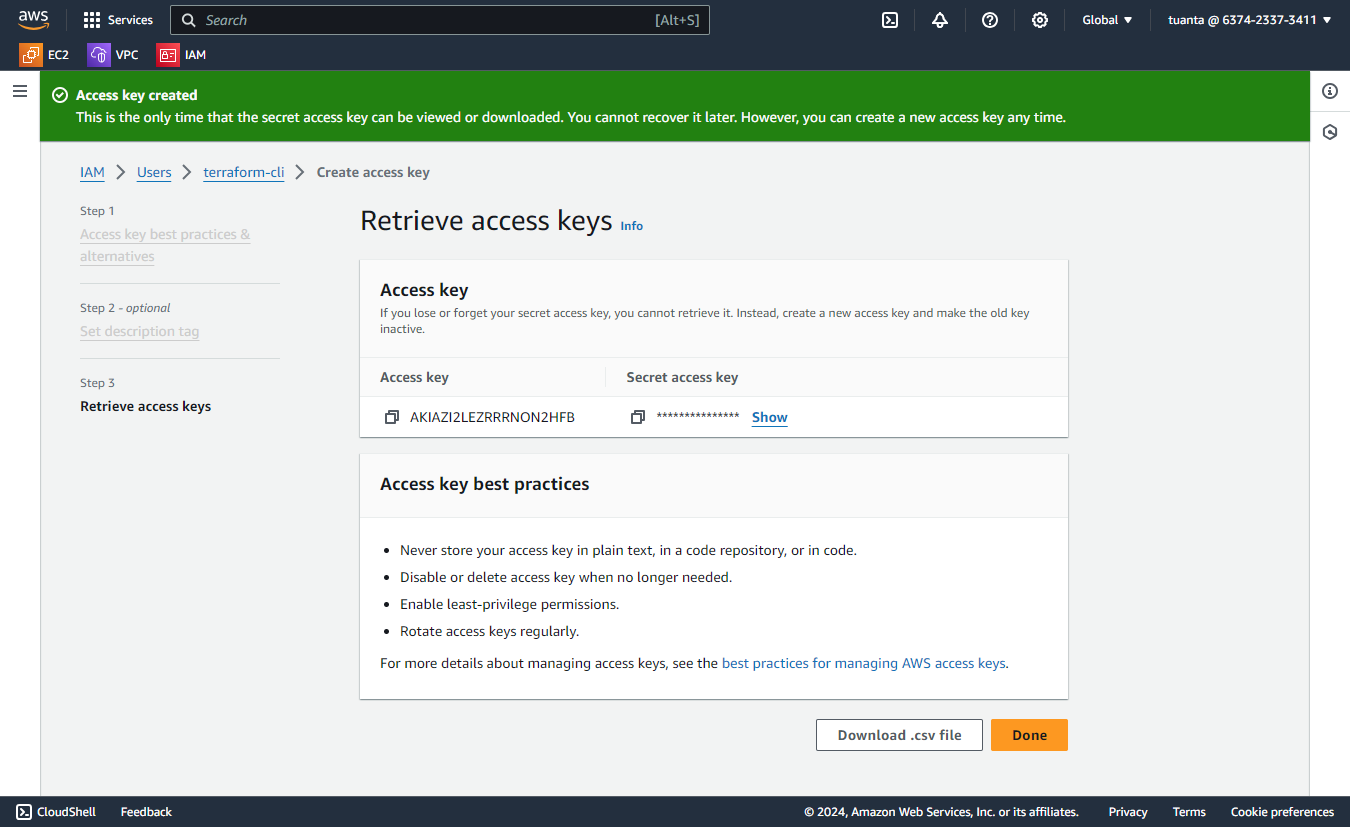 aws
Services
Search
[Alt+S]
Global
tuanta @ 6374-2337-3411
EC2
VPC
IAM
Access key created
This is the only time that the secret access key can be viewed or downloaded. You cannot recover it later. However, you can create a new access key any time.
IAM > Users > terraform-cli > Create access key
Step 1
Access key best practices &
alternatives
Step 2 - optional
Set description tag
Step 3
Retrieve access keys
Retrieve access keys Info
Access key
If you lose or forget your secret access key, you cannot retrieve it. Instead, create a new access key and make the old key
inactive.
Access key
Secret access key
AKIAZI2LEZRRRNON2HFB
*************** Show
Access key best practices
• Never store your access key in plain text, in a code repository, or in code.
• Disable or delete access key when no longer needed.
• Enable least-privilege permissions.
• Rotate access keys regularly.
For more details about managing access keys, see the best practices for managing AWS access keys.
Download .csv file
Done
CloudShell
Feedback
© 2024, Amazon Web Services, Inc. or its affiliates.
Privacy
Terms
Cookie preferences